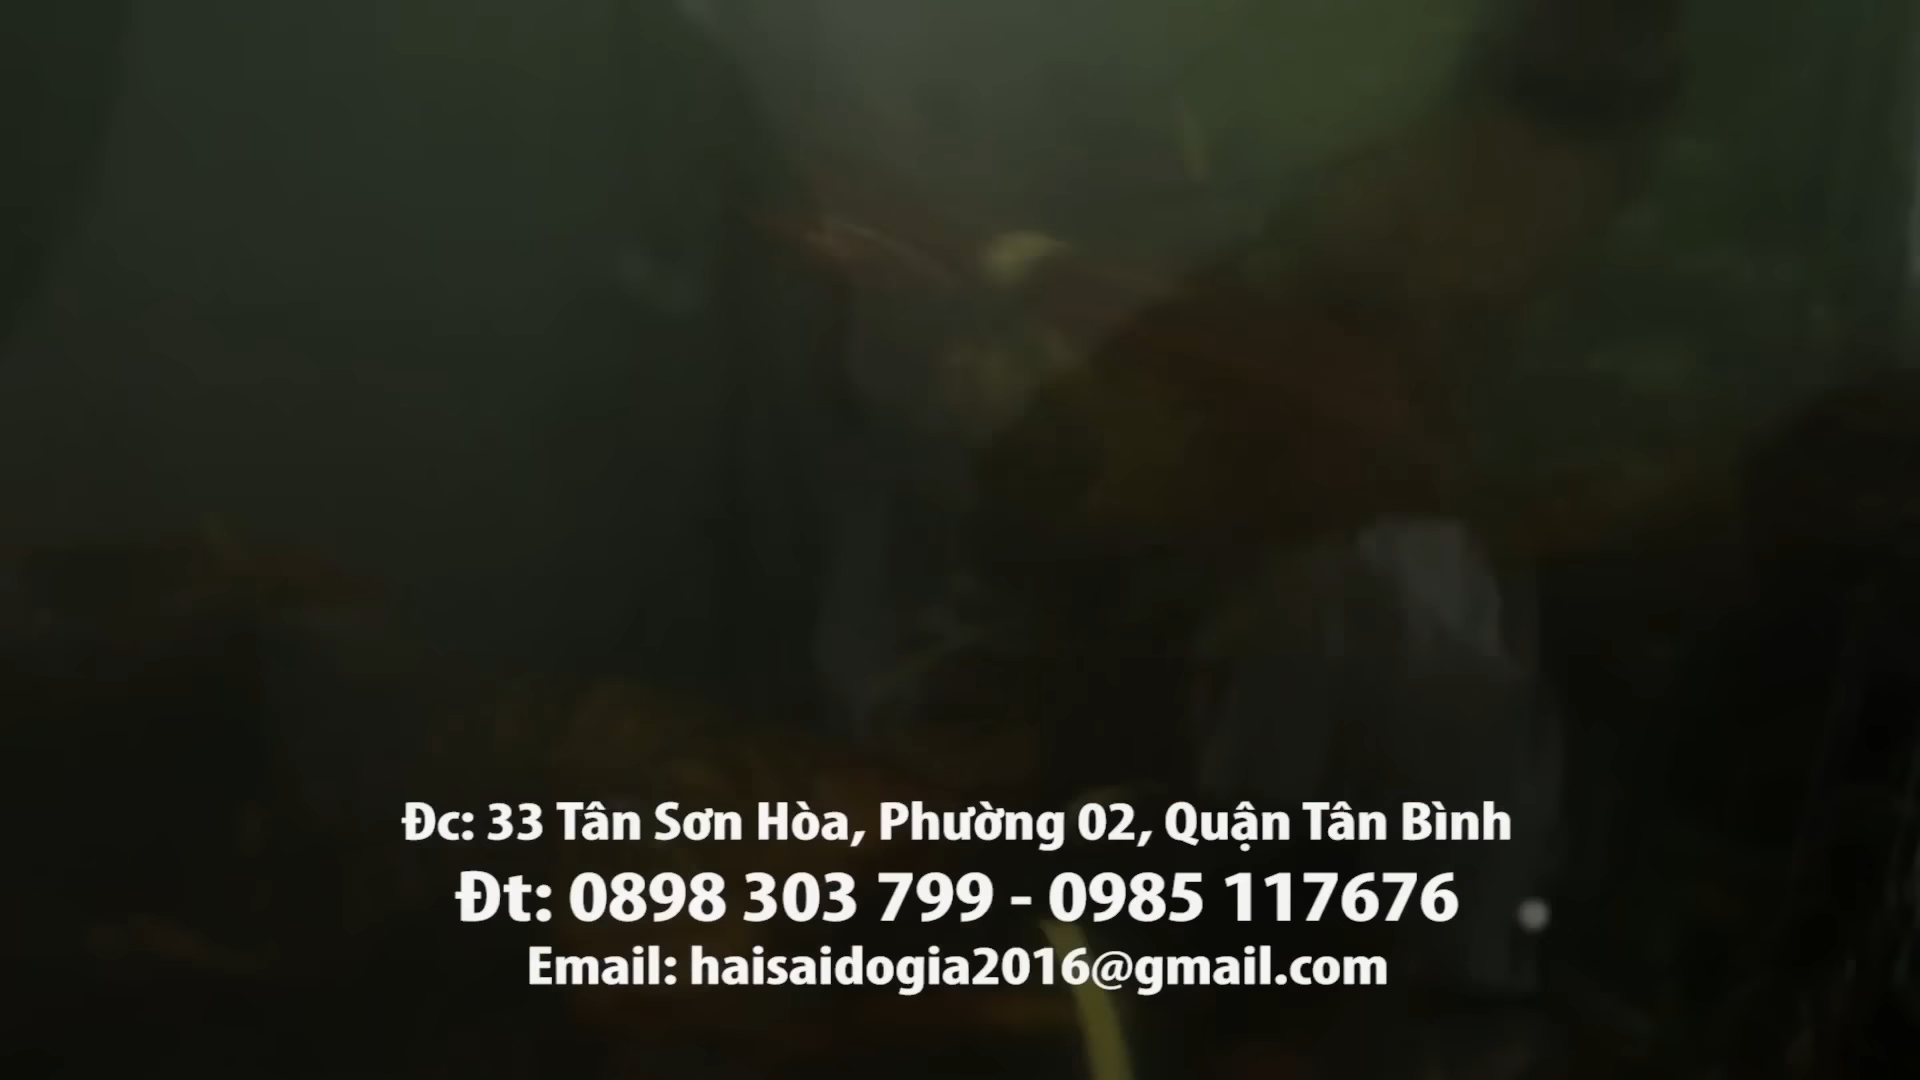 Đc: 33 Tân Sơn Hòa, Phường 02, Quận Tân Bình
Đt: 0898 303 799 - 0985 117676
Email: haisaidogia2016@gmail.com